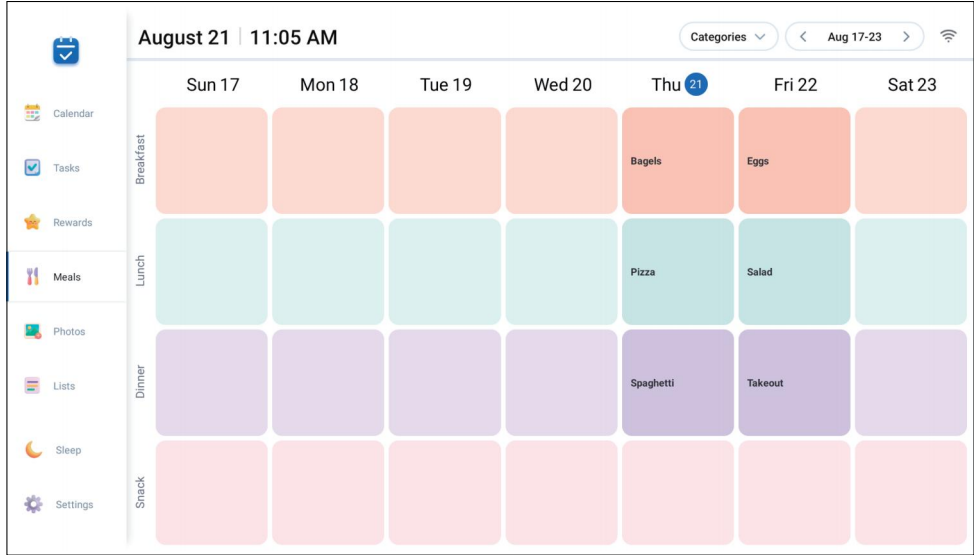 August 21 11:05 AM
Categories
Aug 17-23
Calendar
Tasks
Rewards
Meals
Photos
Lists
Sleep
Settings
Sun 17 Mon 18 Tue 19 Wed 20 Thu 21 Fri 22 Sat 23
Breakfast
Bagels Eggs
Lunch
Pizza Salad
Dinner
Spaghetti Takeout
Snack